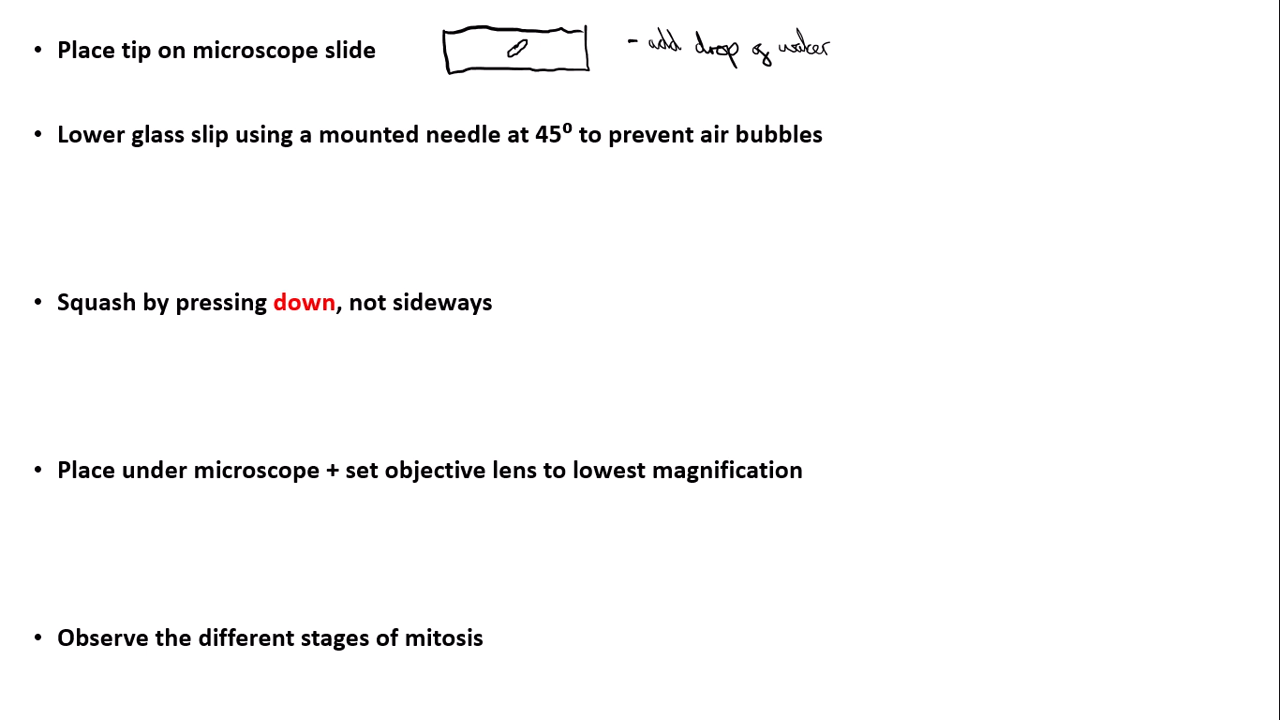 • Place tip on microscope slide - add drop of water
• Lower glass slip using a mounted needle at 45⁰ to prevent air bubbles
• Squash by pressing down, not sideways
• Place under microscope + set objective lens to lowest magnification
• Observe the different stages of mitosis